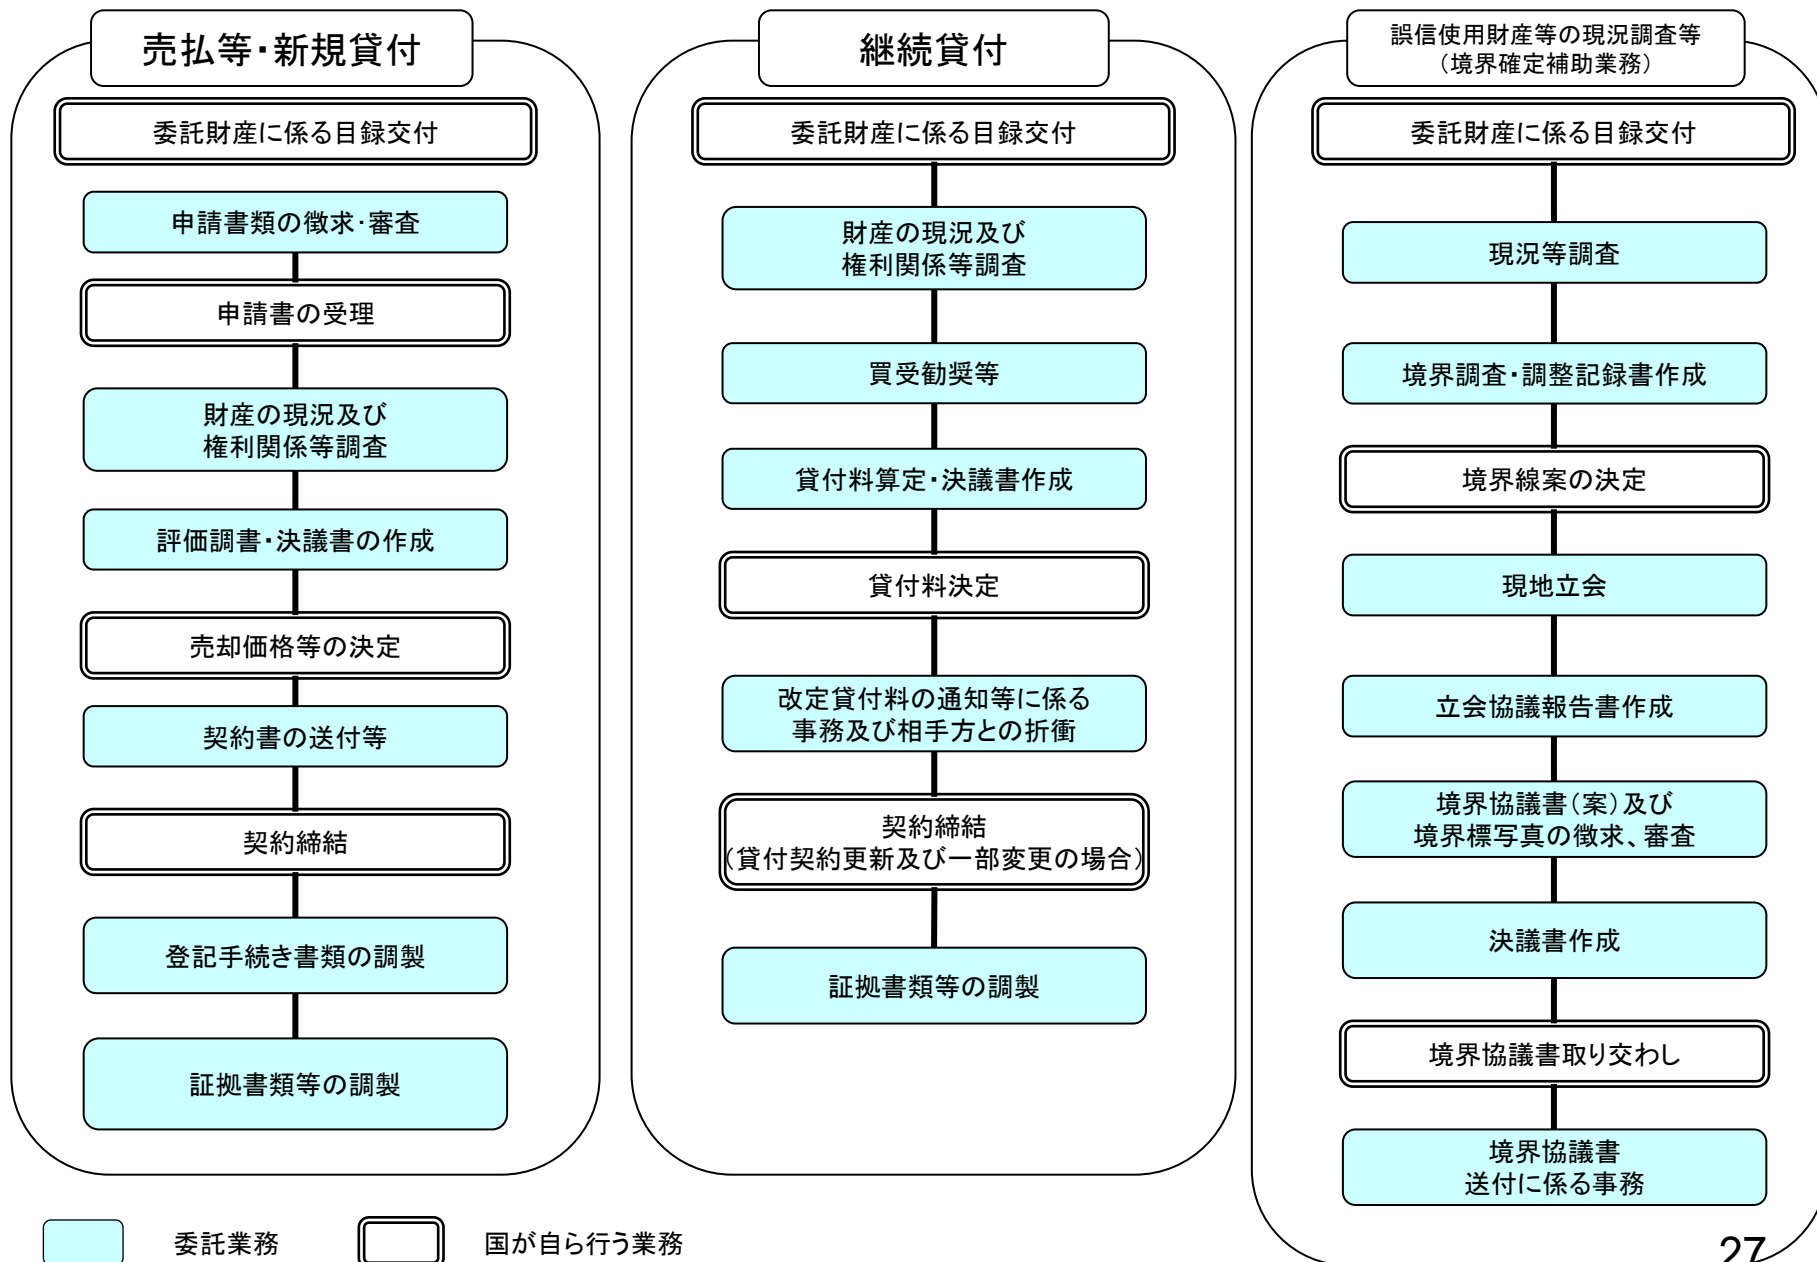 売払等・新規貸付
委託財産に係る目録交付
申請書類の徴求・審査
申請書の受理
財産の現況及び
権利関係等調査
評価調書・決議書の作成
売却価格等の決定
契約書の送付等
契約締結
登記手続き書類の調製
証拠書類等の調製
継続貸付
委託財産に係る目録交付
財産の現況及び
権利関係等調査
買受勧奨等
貸付料算定・決議書作成
貸付料決定
改定貸付料の通知等に係る
事務及び相手方との折衝
契約締結
（貸付契約更新及び一部変更の場合）
証拠書類等の調製
誤信使用財産等の現況調査等
（境界確定補助業務）
委託財産に係る目録交付
現況等調査
境界調査・調整記録書作成
境界線案の決定
現地立会
立会協議報告書作成
境界協議書（案）及び
境界標写真の徴求、審査
決議書作成
境界協議書取り交わし
境界協議書
送付に係る事務
委託業務
国が自ら行う業務
27